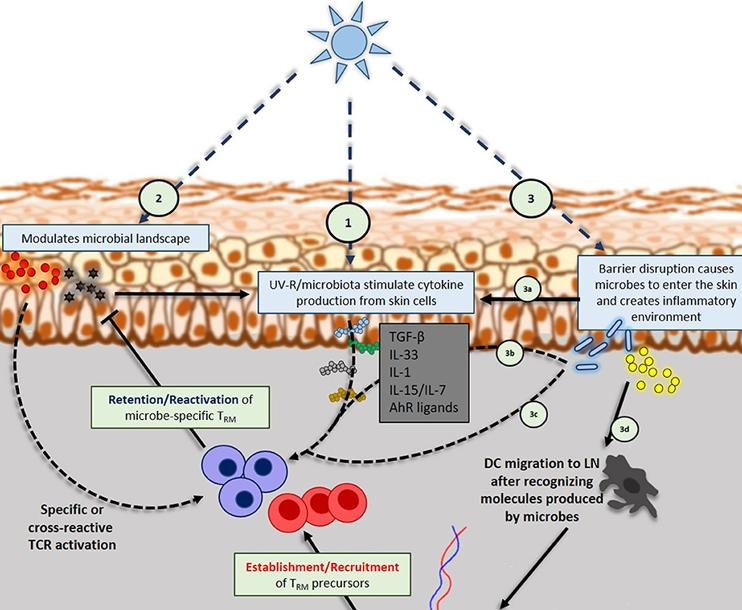 2
1
3
Modulates microbial landscape
UV-R/microbiota stimulate cytokine
production from skin cells
3a
Barrier disruption causes
microbes to enter the skin
and creates inflammatory
environment
TGF-β
IL-33
IL-1
IL-15/IL-7
AhR ligands
3b
3c
3d
Retention/Reactivation of
microbe-specific TRM
DC migration to LN
after recognizing
molecules produced
by microbes
Specific or
cross-reactive
TCR activation
Establishment/Recruitment
of TRM precursors